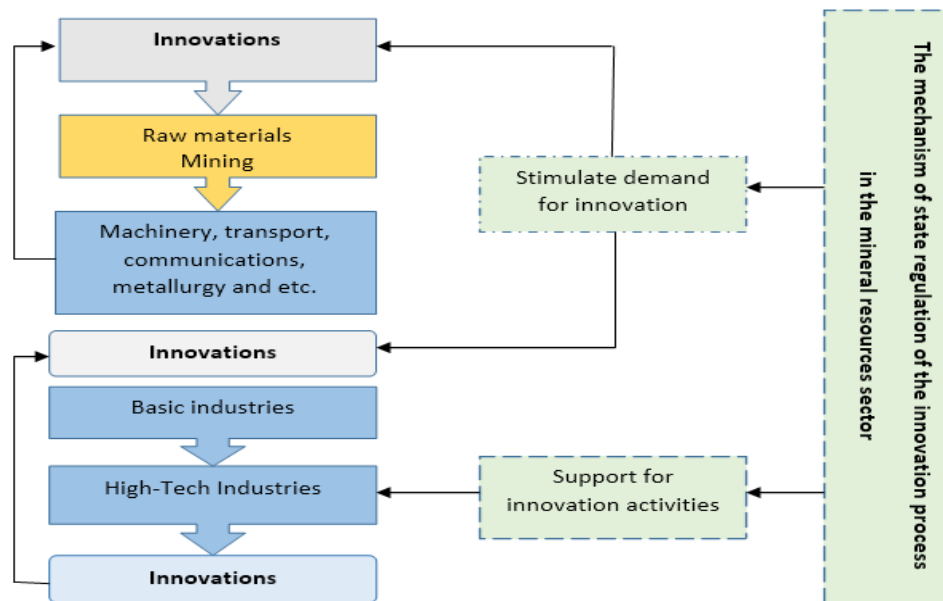 Innovations
Raw materials
Mining
Machinery, transport,
communications,
metallurgy and etc.
Innovations
Basic industries
High-Tech Industries
Innovations
Stimulate demand
for innovation
Support for
innovation activities
The mechanism of state regulation of the innovation process
in the mineral resources sector